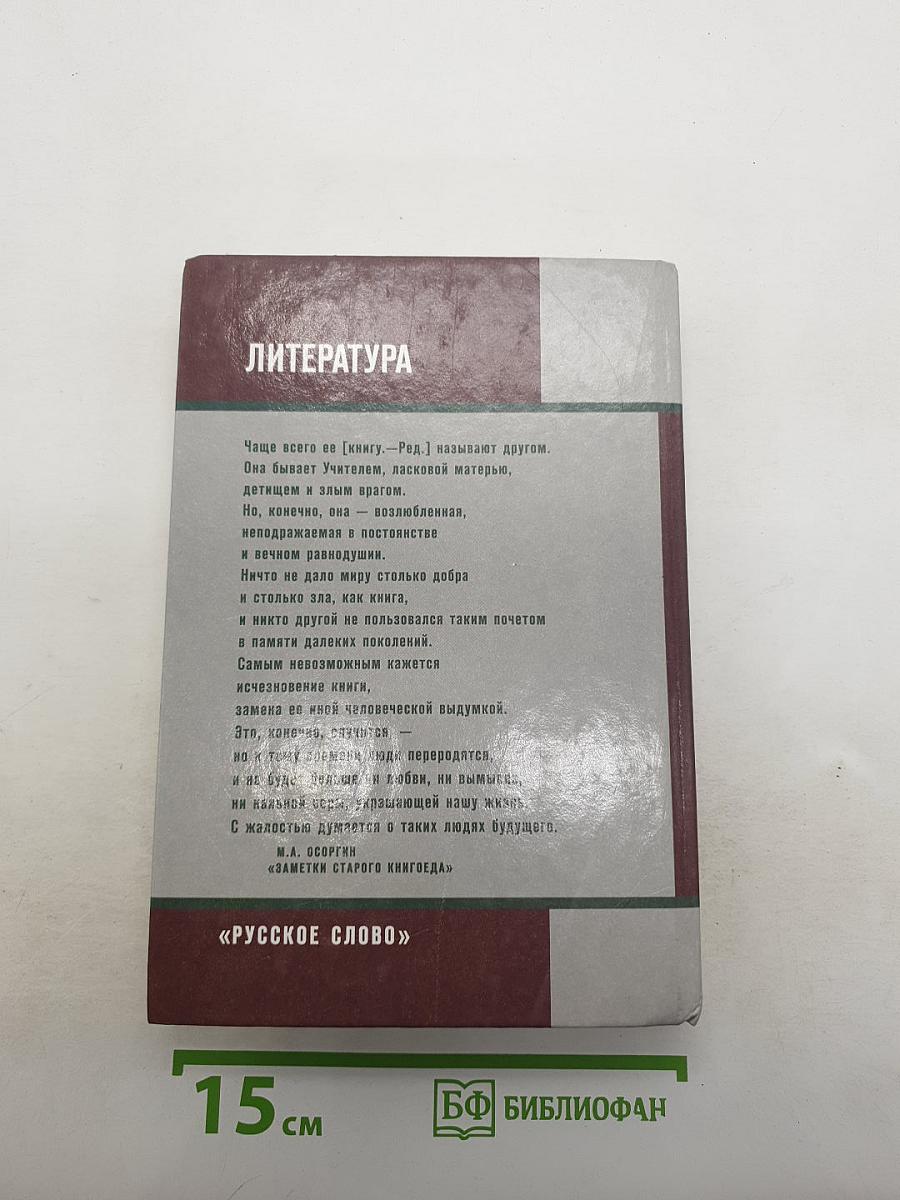 ЛИТЕРАТУРА
Чаще всего ее [книгу.—Ред.] называют другом.
Она бывает Учителем, ласковой матерью,
детищем и злым врагом.
Но, конечно, она — возлюбленная,
неподражаемая в постоянстве
и вечном равнодушии.
Ничто не дало миру столько добра
и столько зла, как книга,
и никто другой не пользовался таким почетом
в памяти далеких поколений.
Самым невозможным кажется
исчезновение книги,
замена ее иной человеческой выдумкой.
Это, конечно, случится, —
но к тому времени люди переродятся,
и не будет больше ни любви, ни вымысла,
ни наивной веры, украшающей нашу жизнь.
С жалостью думается о таких людях будущего.
М.А. ОСОРГИН
«ЗАМЕТКИ СТАРОГО КНИГОЕДА»
«РУССКОЕ СЛОВО»
15 см
БФ БИБЛИОФАН